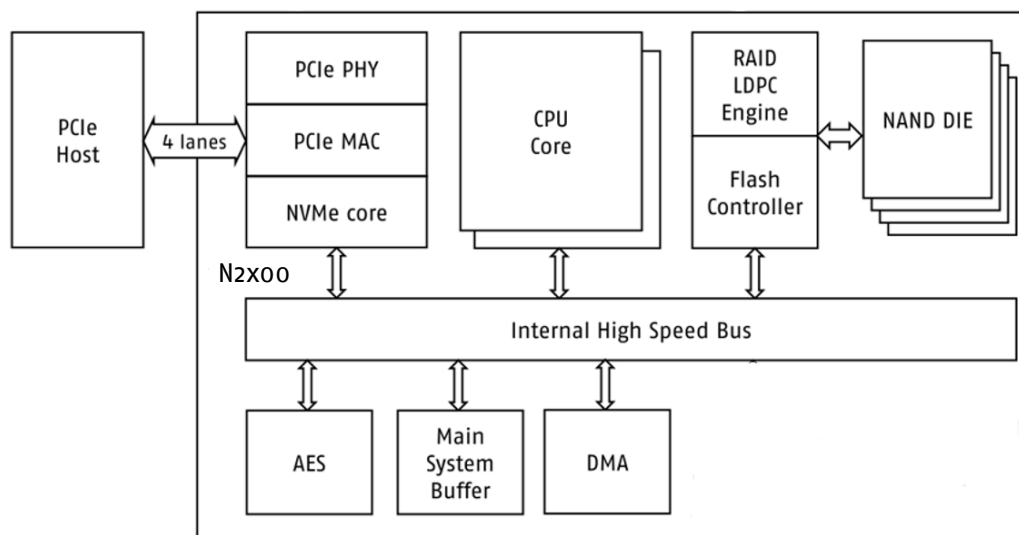 PCIe
Host
4 lanes
PCIe PHY
PCIe MAC
NVMe core
CPU
Core
RAID
LDPC
Engine
Flash
Controller
NAND DIE
N2x00
Internal High Speed Bus
AES
Main
System
Buffer
DMA